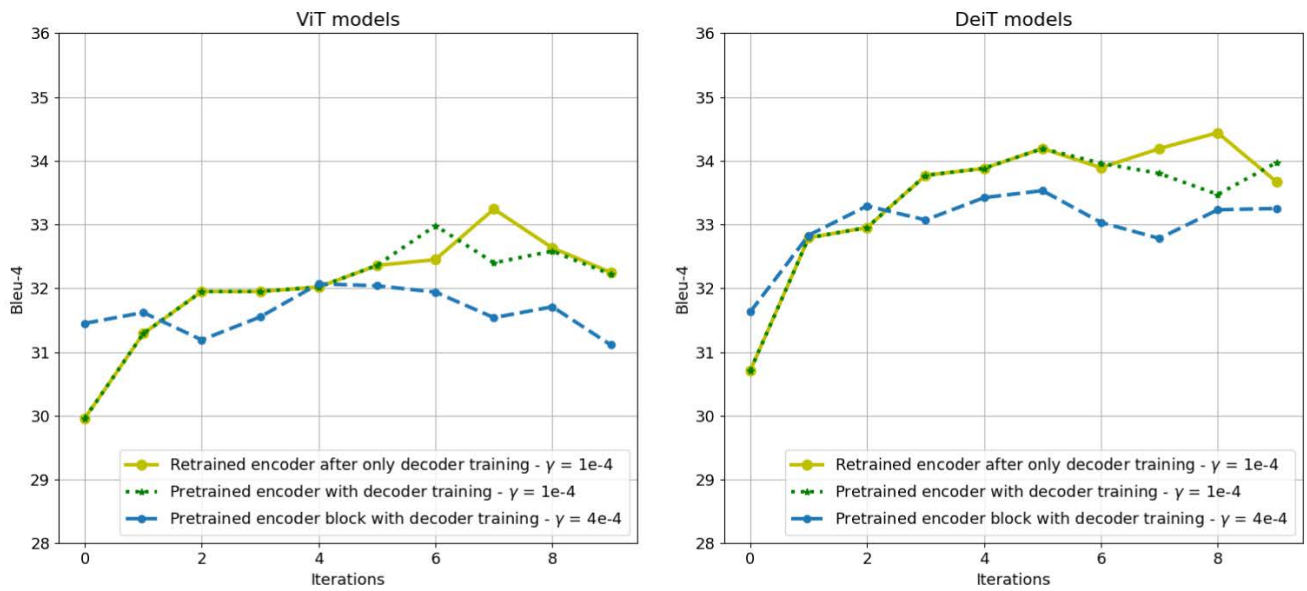 ViT models
36
35
34
33
32
31
30
29
28
Bleu-4
Retrained encoder after only decoder training - γ = 1e-4
Pretrained encoder with decoder training - γ = 1e-4
Pretrained encoder block with decoder training - γ = 4e-4
0 2 4 6 8
Iterations
DeiT models
36
35
34
33
32
31
30
29
28
Bleu-4
Retrained encoder after only decoder training - γ = 1e-4
Pretrained encoder with decoder training - γ = 1e-4
Pretrained encoder block with decoder training - γ = 4e-4
0 2 4 6 8
Iterations